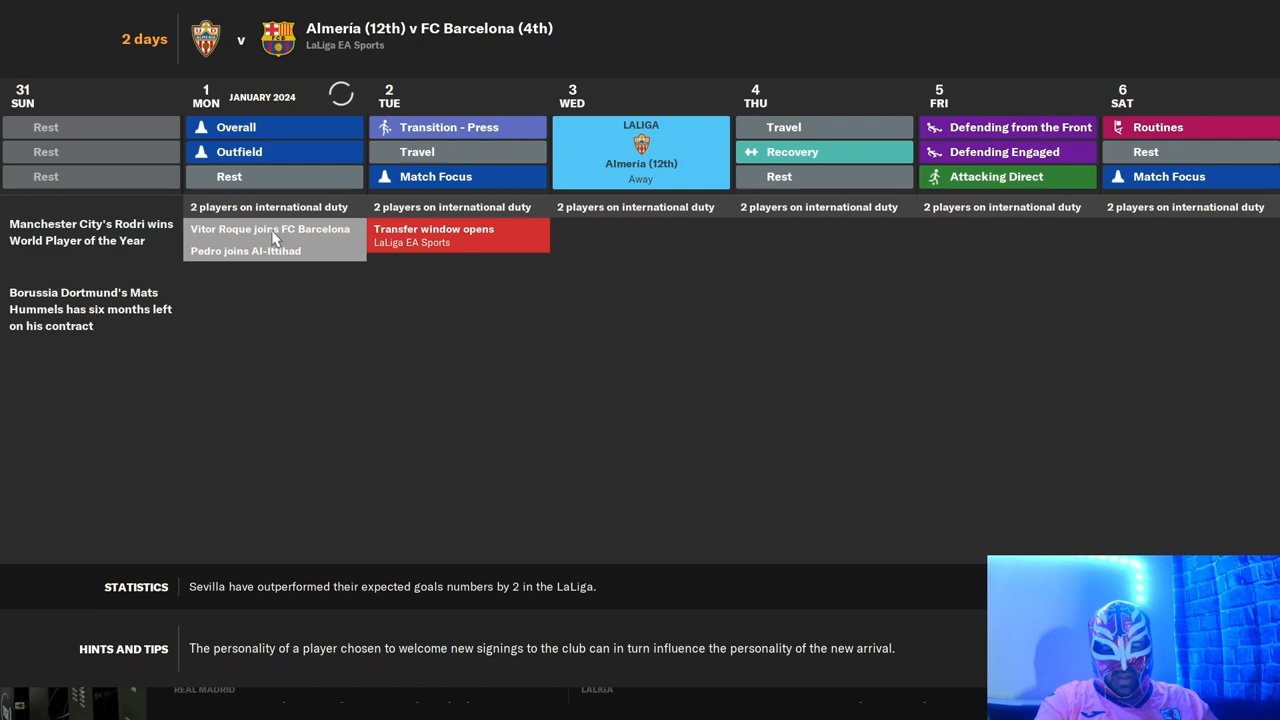 2 days
v
Almería (12th) v FC Barcelona (4th)
LaLiga EA Sports
31
SUN
1
MON
JANUARY 2024
2
TUE
3
WED
4
THU
5
FRI
6
SAT
Rest
Overall
Transition - Press
LALIGA
Travel
Defending from the Front
Routines
Rest
Outfield
Travel
Almería (12th)
Recovery
Defending Engaged
Rest
Rest
Rest
Match Focus
Away
Rest
Attacking Direct
Match Focus
2 players on international duty
2 players on international duty
2 players on international duty
2 players on international duty
2 players on international duty
2 players on international duty
Manchester City's Rodri wins
World Player of the Year
Vitor Roque joins FC Barcelona
Pedro joins Al-Ittihad
Transfer window opens
LaLiga EA Sports
Borussia Dortmund's Mats
Hummels has six months left
on his contract
STATISTICS
Sevilla have outperformed their expected goals numbers by 2 in the LaLiga.
HINTS AND TIPS
The personality of a player chosen to welcome new signings to the club can in turn influence the personality of the new arrival.
REAL MADRID
LALIGA